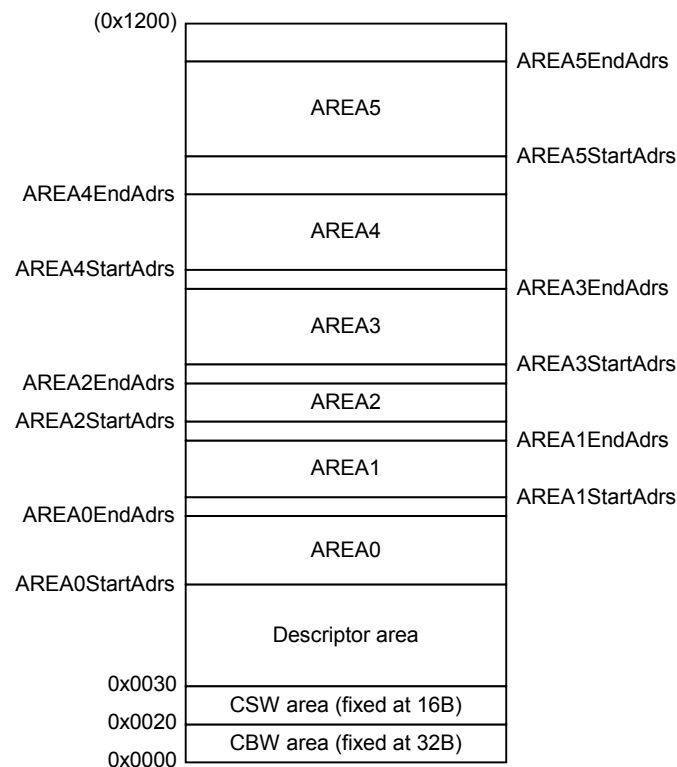 (0x1200)
AREA5EndAdrs
AREA5
AREA5StartAdrs
AREA4EndAdrs
AREA4
AREA4StartAdrs
AREA3EndAdrs
AREA3
AREA3StartAdrs
AREA2EndAdrs
AREA2
AREA2StartAdrs
AREA1EndAdrs
AREA1
AREA1StartAdrs
AREA0EndAdrs
AREA0
AREA0StartAdrs
Descriptor area
0x0030
CSW area (fixed at 16B)
0x0020
CBW area (fixed at 32B)
0x0000